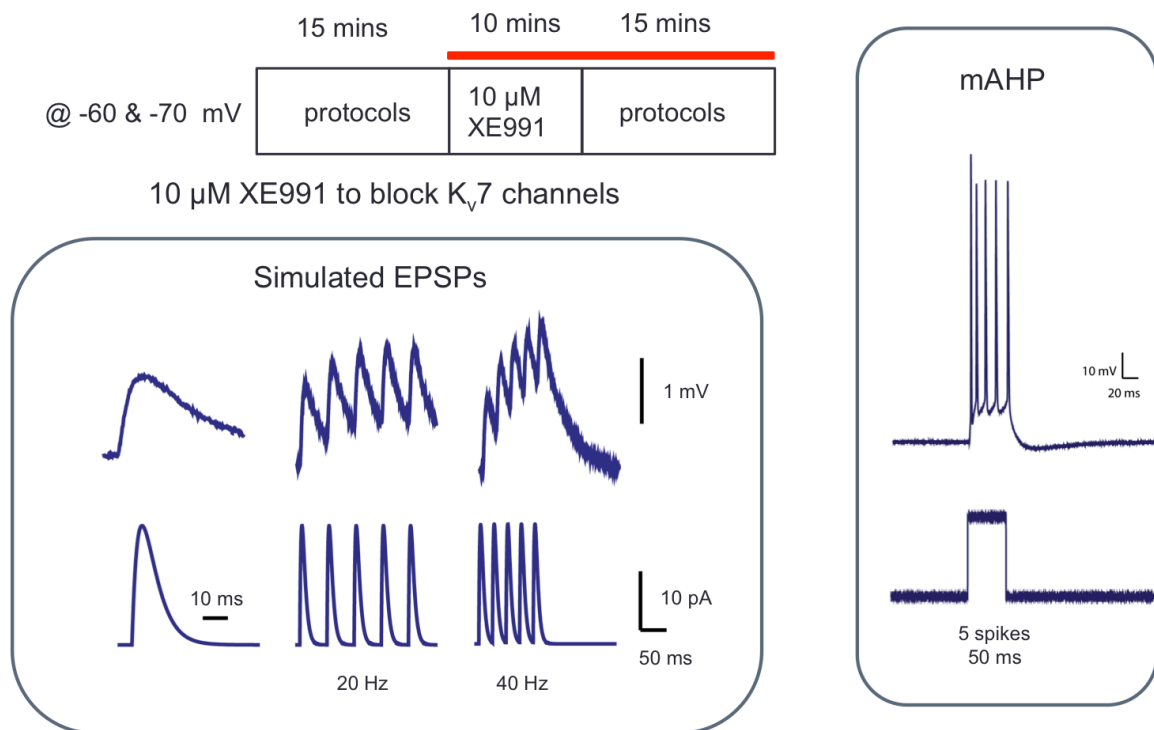 15 mins
10 mins
15 mins
@ -60 & -70 mV
protocols
10 µM
XE991
protocols
10 µM XE991 to block Kv7 channels
Simulated EPSPs
1 mV
10 ms
10 pA
50 ms
20 Hz
40 Hz
mAHP
10 mV
20 ms
5 spikes
50 ms